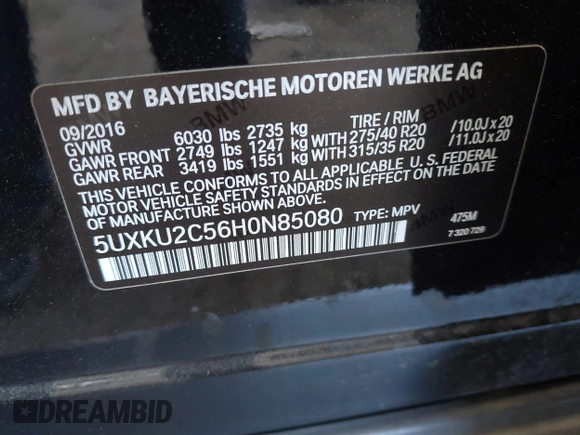 MFD BY BAYERISCHE MOTOREN WERKE AG
09/2016 TIRE / RIM
GVWR 6030 lbs 2735 kg
GAWR FRONT 2749 lbs 1247 kg WITH 275/40 R20 /10.0J x 20
GAWR REAR 3419 lbs 1551 kg WITH 315/35 R20 /11.0J x 20
THIS VEHICLE CONFORMS TO ALL APPLICABLE U. S. FEDERAL
MOTOR VEHICLE SAFETY STANDARDS IN EFFECT ON THE DATE
OF MANUFACTURE SHOWN ABOVE.
5UXKU2C56H0N85080 TYPE: MPV 475M
7 320 729
BMW
BMW
BMW
DREAMBID